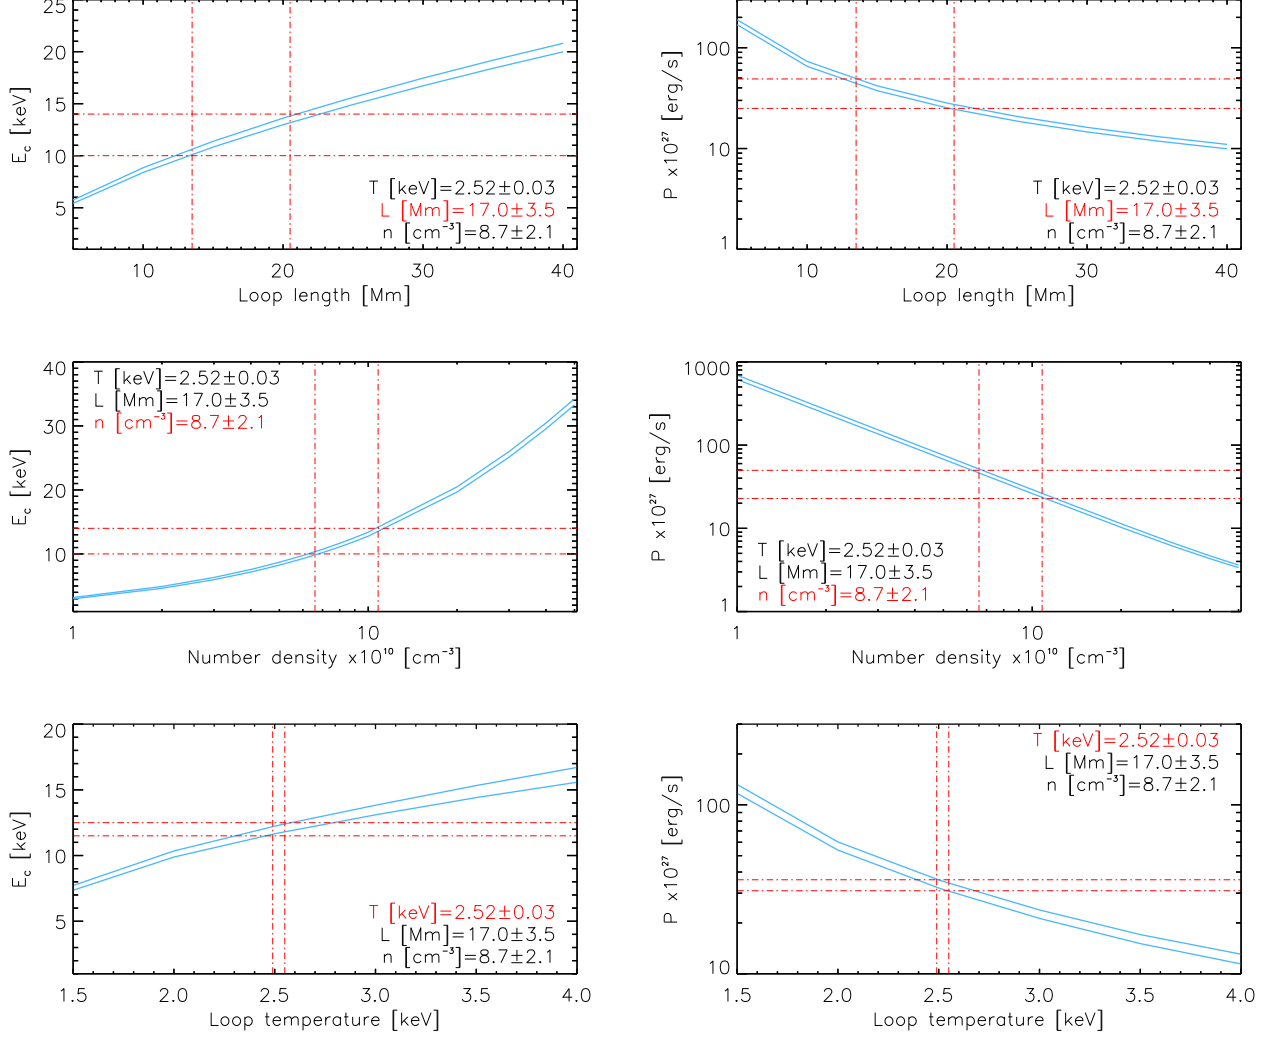 25
20
15
10
5
E_c [keV]
T [keV]=2.52±0.03
L [Mm]=17.0±3.5
n [cm⁻³]=8.7±2.1
10 20 30 40
Loop length [Mm]
100
10
1
P x10²⁷ [erg/s]
T [keV]=2.52±0.03
L [Mm]=17.0±3.5
n [cm⁻³]=8.7±2.1
10 20 30 40
Loop length [Mm]
40
30
20
10
E_c [keV]
T [keV]=2.52±0.03
L [Mm]=17.0±3.5
n [cm⁻³]=8.7±2.1
1 10
Number density x10¹⁰ [cm⁻³]
1000
100
10
1
P x10²⁷ [erg/s]
T [keV]=2.52±0.03
L [Mm]=17.0±3.5
n [cm⁻³]=8.7±2.1
1 10
Number density x10¹⁰ [cm⁻³]
20
15
10
5
E_c [keV]
T [keV]=2.52±0.03
L [Mm]=17.0±3.5
n [cm⁻³]=8.7±2.1
1.5 2.0 2.5 3.0 3.5 4.0
Loop temperature [keV]
100
10
P x10²⁷ [erg/s]
T [keV]=2.52±0.03
L [Mm]=17.0±3.5
n [cm⁻³]=8.7±2.1
1.5 2.0 2.5 3.0 3.5 4.0
Loop temperature [keV]